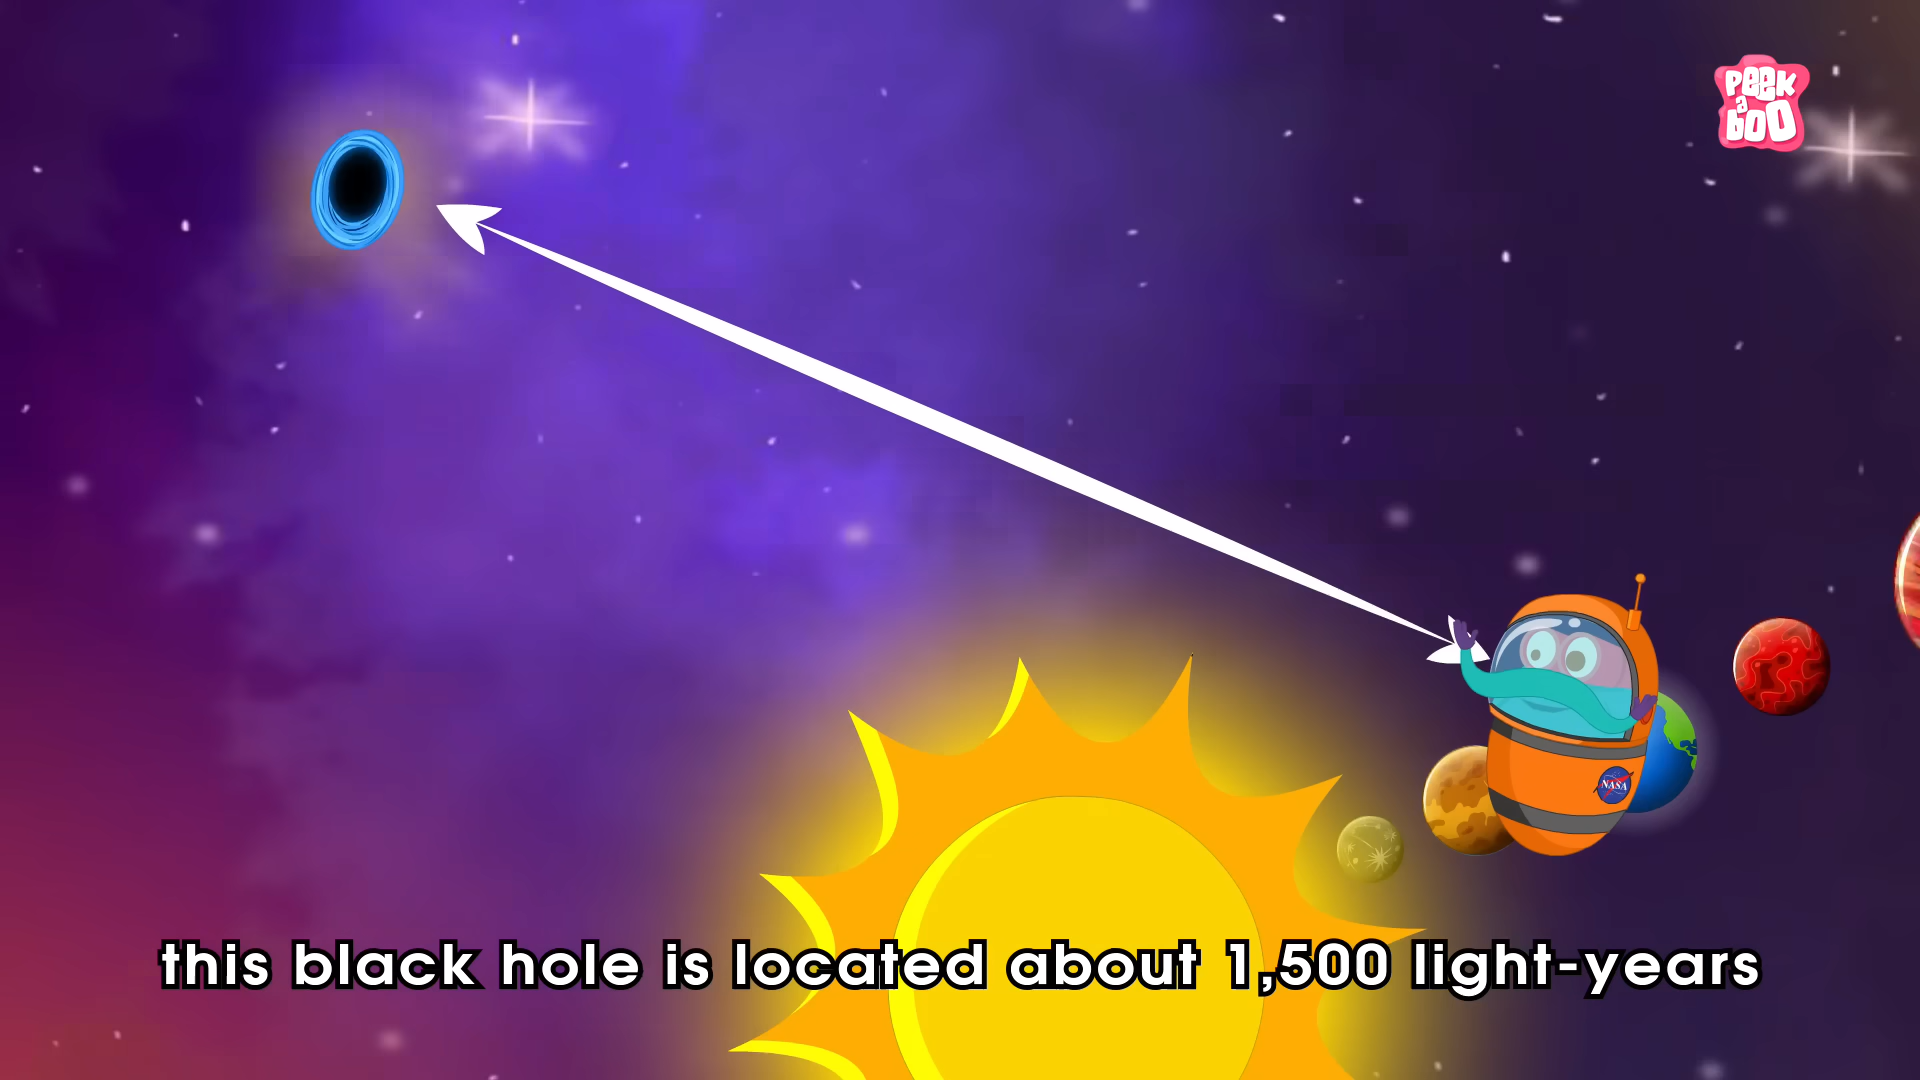 PEEK
a
bOO
NASA
this black hole is located about 1,500 light-years